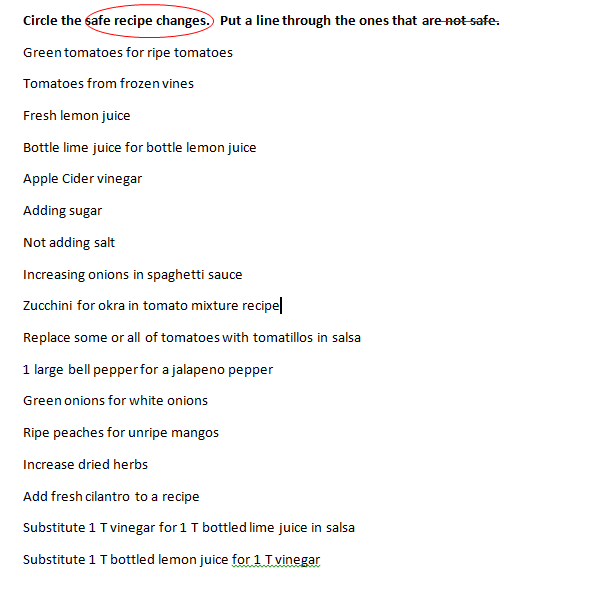 Circle the safe recipe changes. Put a line through the ones that are not safe.
Green tomatoes for ripe tomatoes
Tomatoes from frozen vines
Fresh lemon juice
Bottle lime juice for bottle lemon juice
Apple Cider vinegar
Adding sugar
Not adding salt
Increasing onions in spaghetti sauce
Zucchini for okra in tomato mixture recipe
Replace some or all of tomatoes with tomatillos in salsa
1 large bell pepper for a jalapeno pepper
Green onions for white onions
Ripe peaches for unripe mangos
Increase dried herbs
Add fresh cilantro to a recipe
Substitute 1 T vinegar for 1 T bottled lime juice in salsa
Substitute 1 T bottled lemon juice for 1 T vinegar